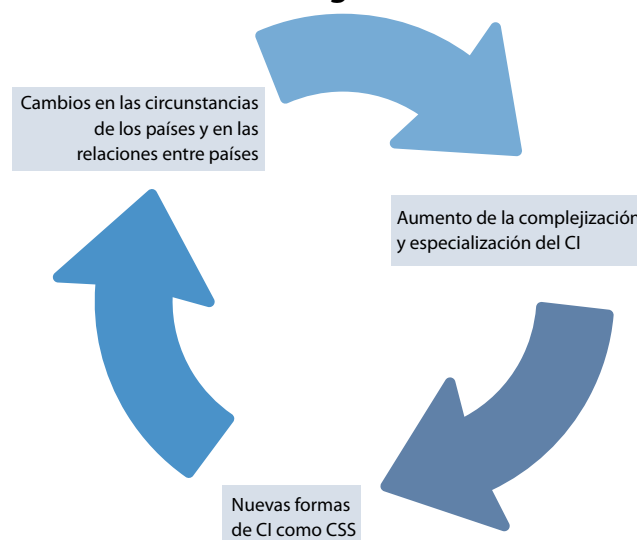 Cambios en las circunstancias
de los países y en las
relaciones entre países
Aumento de la complejización
y especialización del CI
Nuevas formas
de CI como CSS